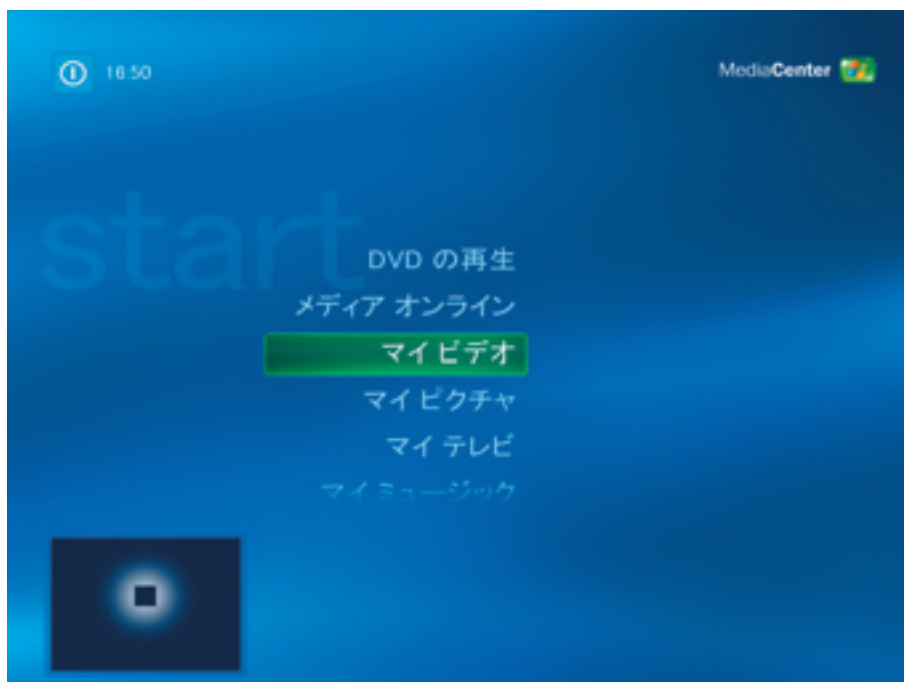 16:50
MediaCenter
start
DVD の再生
メディア オンライン
マイ ビデオ
マイ ピクチャ
マイ テレビ
マイ ミュージック